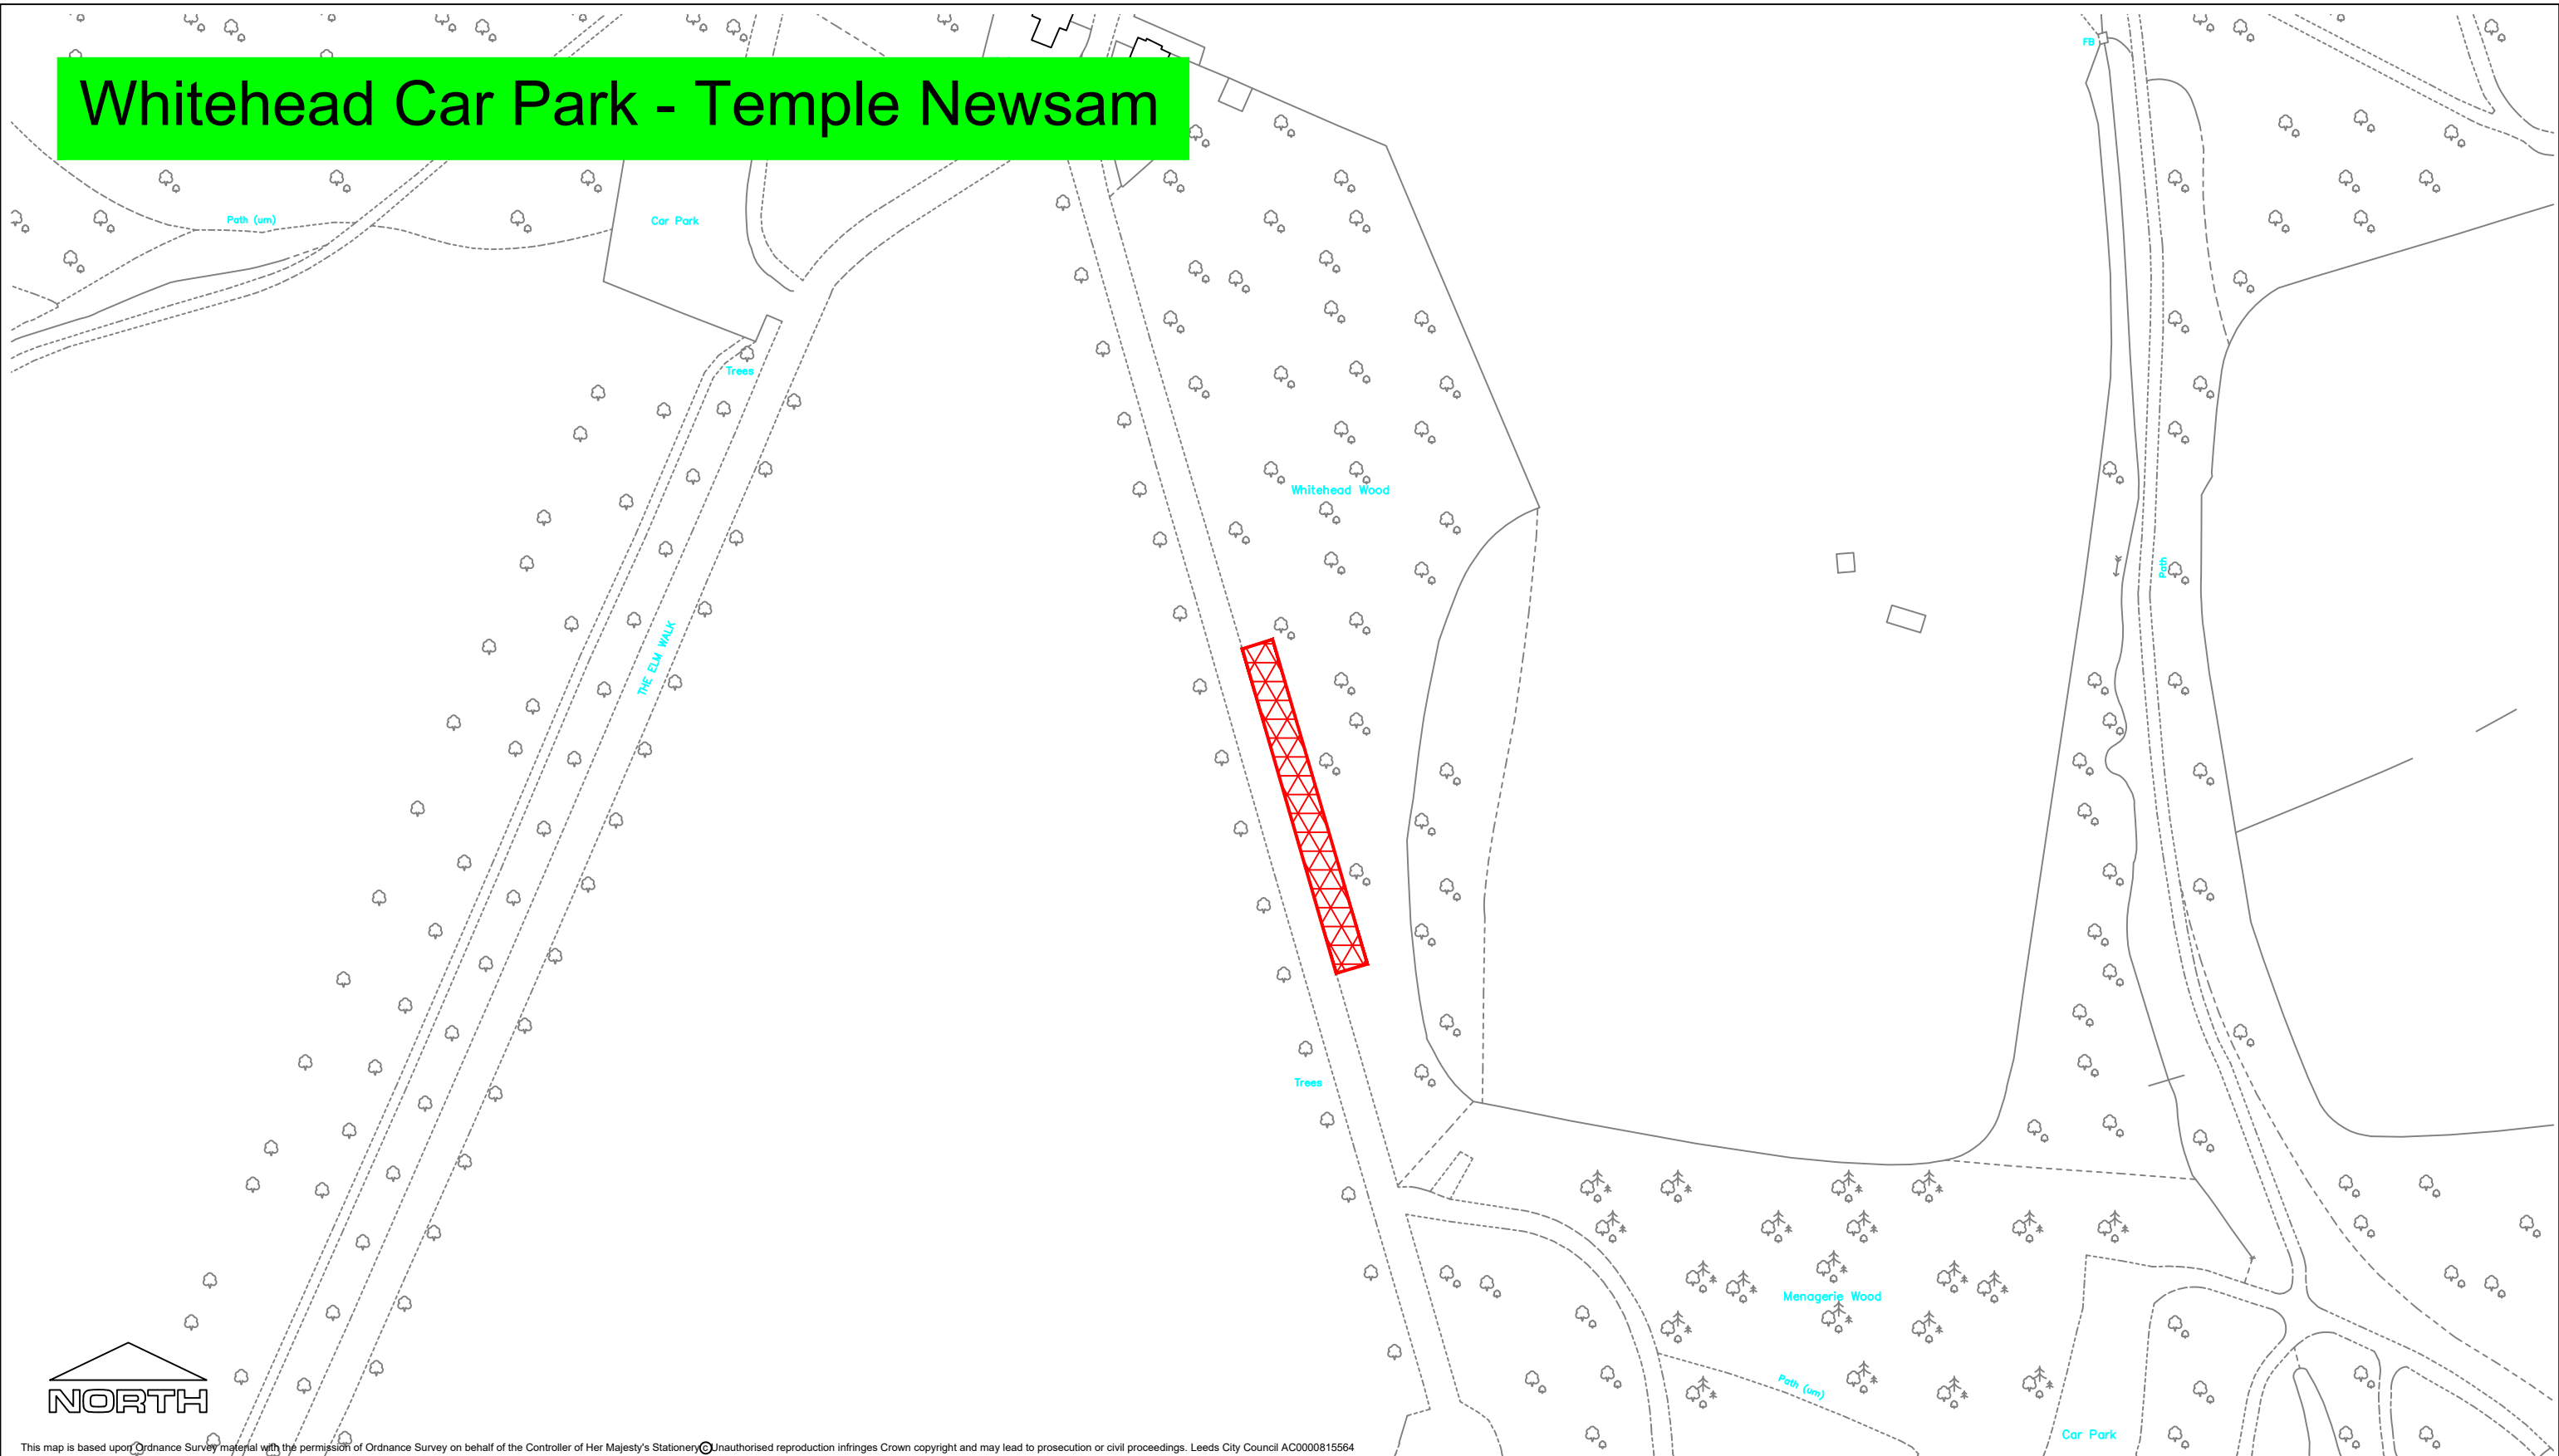 FB
Whitehead Car Park - Temple Newsam
Path (um)
Car Park
Trees
Whitehead Wood
Path
THE ELM WALK
Trees
Menagerie Wood
Path (um)
NORTH
Car Park
This map is based upon Ordnance Survey material with the permission of Ordnance Survey on behalf of the Controller of Her Majesty's Stationery © Unauthorised reproduction infringes Crown copyright and may lead to prosecution or civil proceedings. Leeds City Council AC0000815564